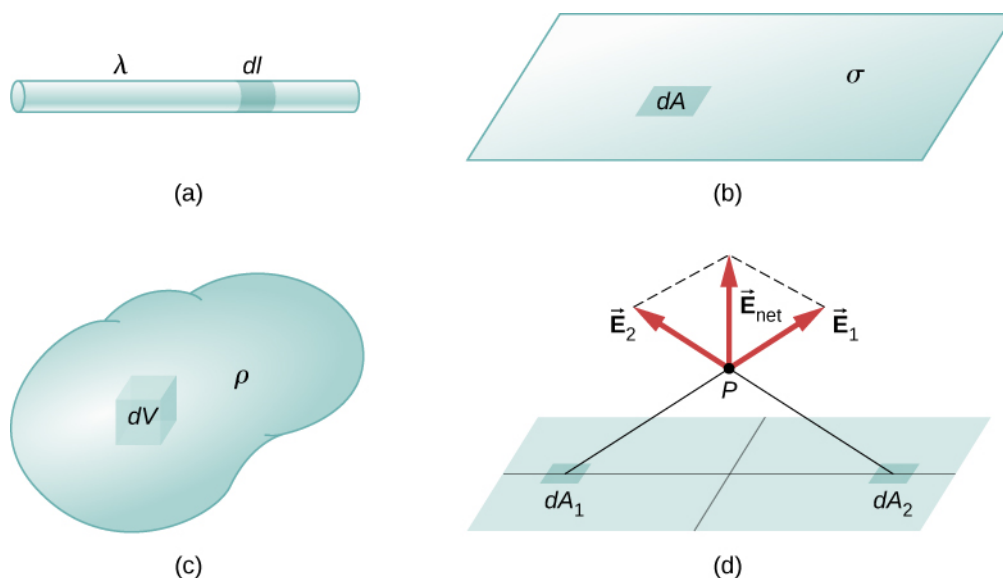 λ dl
(a)
dA σ
(b)
dV ρ
(c)
E⃗₂ E⃗net E⃗₁
P
dA₁ dA₂
(d)